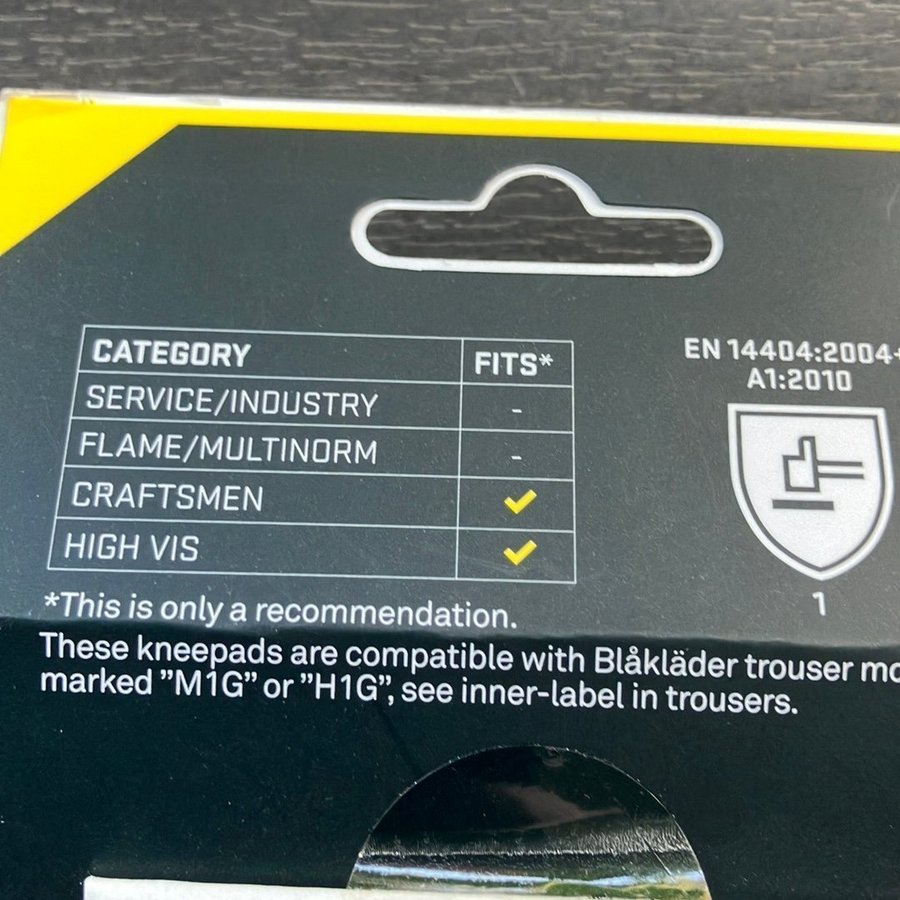 CATEGORY FITS*
SERVICE/INDUSTRY -
FLAME/MULTINORM -
CRAFTSMEN ✓
HIGH VIS ✓
EN 14404:2004+
A1:2010
1
*This is only a recommendation.
These kneepads are compatible with Blåkläder trouser
marked ”M1G” or ”H1G”, see inner-label in trousers.